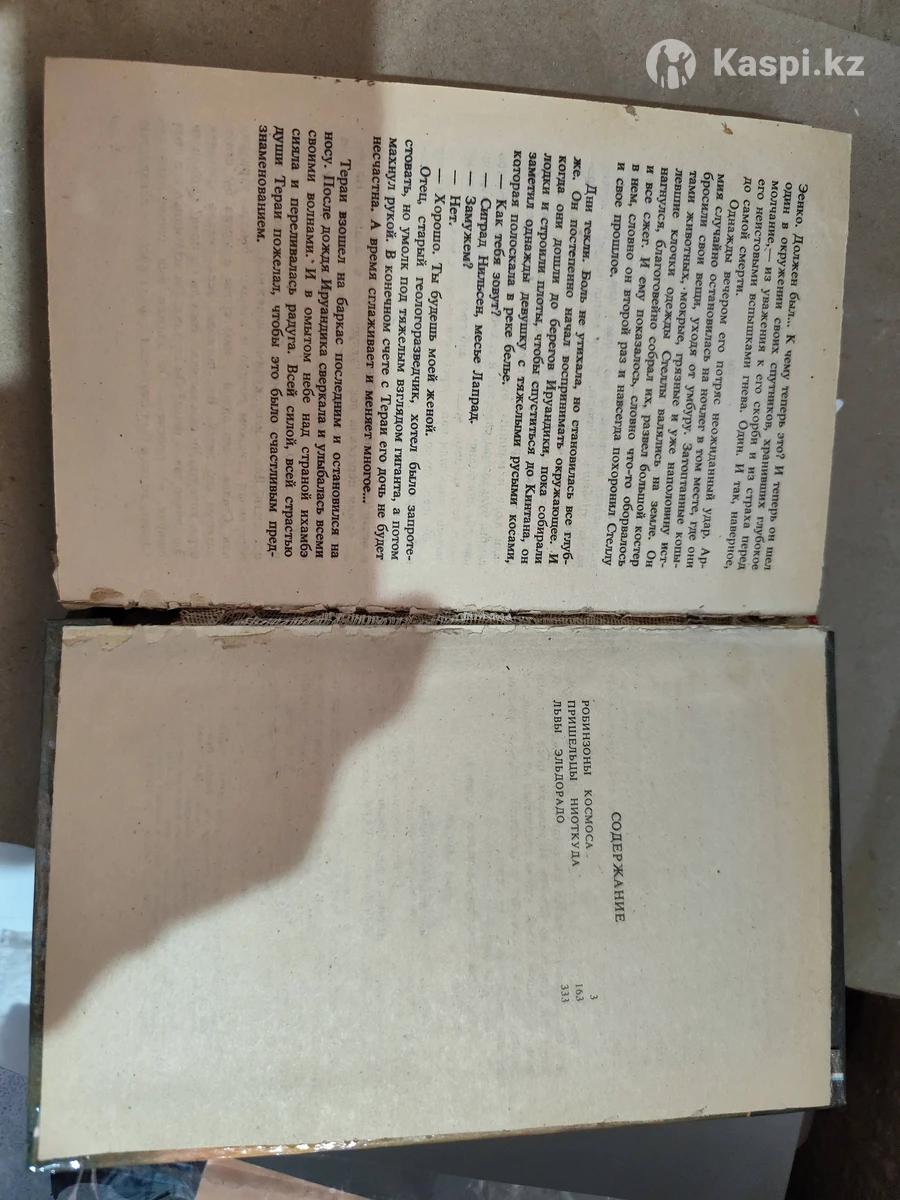 Kaspi.kz
Эенко. Должен был... К чему теперь это? И теперь он шел
один в окружении своих спутников, хранивших глубокое
молчание,— из уважения к его скорби и из страха перед
его неистовыми вспышками гнева. Один. И так, наверное,
до самой смерти.
Однажды вечером его потряс неожиданный удар. Ар-
мия случайно остановилась на ночлег в том месте, где они
бросили свои вещи, уходя от умбуру. Затоптанные копы-
тами животных, мокрые, грязные и уже наполовину ист-
левшие клочки одежды Стеллы валялись на земле. Он
нагнулся, благоговейно собрал их, развел большой костер
и все сжег. И ему показалось, словно что-то оборвалось
в нем, словно он второй раз и навсегда похоронил Стеллу
и свое прошлое.
Дни текли. Боль не утихала, но становилась все глуб-
же. Он постепенно начал воспринимать окружающее. И
когда они дошли до берегов Ируандики, пока собирали
лодки и строили плоты, чтобы спуститься до Кинтана, он
заметил однажды девушку с тяжелыми русыми косами,
которая полоскала в реке белье.
— Как тебя зовут?
— Сиград Нильсен, месье Лапрад.
— Замужем?
— Нет.
— Хорошо. Ты будешь моей женой.
Отец, старый геологоразведчик, хотел было запроте-
стовать, но умолк под тяжелым взглядом гиганта, а потом
махнул рукой. В конечном счете с Тераи его дочь не будет
несчастна. А время сглаживает и меняет многое...
Тераи взошел на баркас последним и остановился на
носу. После дождя Ируандика сверкала и улыбалась всеми
своими волнами. И в омытом небе над страной ихамбэ
сияла и переливалась радуга. Всей силой, всей страстью
души Тераи пожелал, чтобы это было счастливым пред-
знаменованием.
СОДЕРЖАНИЕ
РОБИНЗОНЫ КОСМОСА 3
ПРИШЕЛЬЦЫ НИОТКУДА 163
ЛЬВЫ ЭЛЬДОРАДО 333